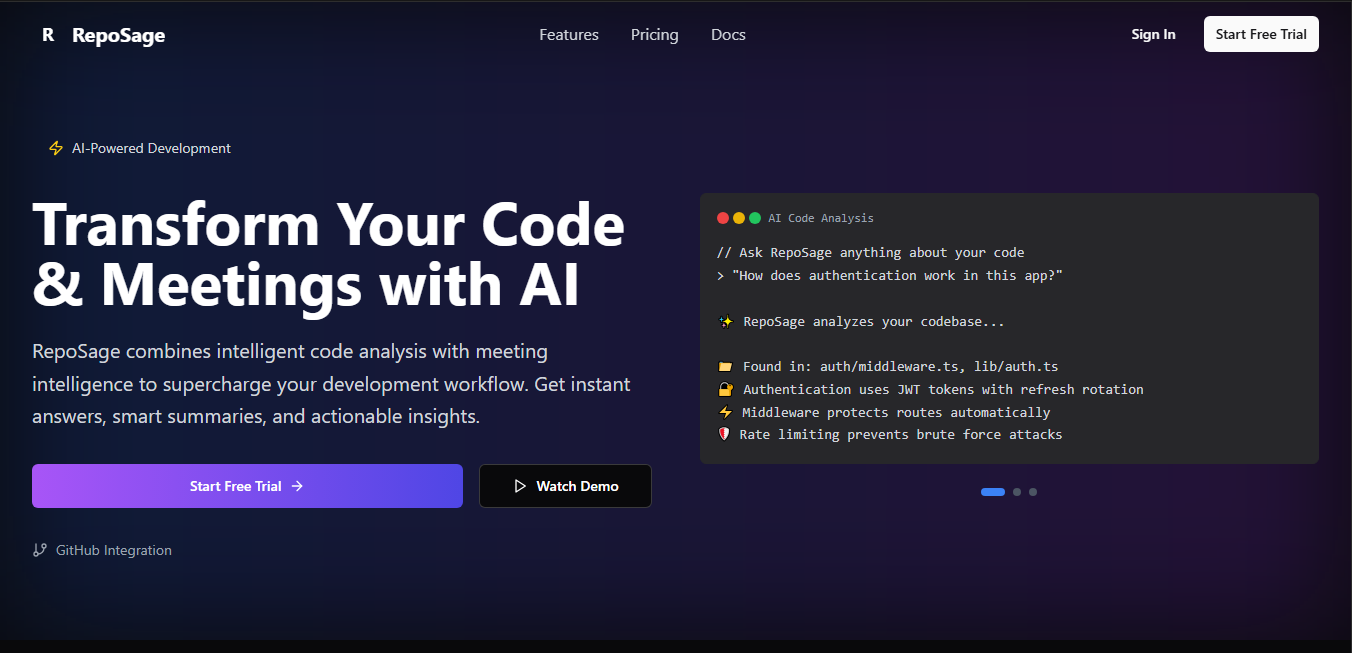 R RepoSage
Features Pricing Docs
Sign In Start Free Trial
AI-Powered Development
Transform Your Code
& Meetings with AI
RepoSage combines intelligent code analysis with meeting
intelligence to supercharge your development workflow. Get instant
answers, smart summaries, and actionable insights.
Start Free Trial →
Watch Demo
GitHub Integration
AI Code Analysis
// Ask RepoSage anything about your code
> "How does authentication work in this app?"
✨ RepoSage analyzes your codebase...
📁 Found in: auth/middleware.ts, lib/auth.ts
🔐 Authentication uses JWT tokens with refresh rotation
⚡ Middleware protects routes automatically
🛡️ Rate limiting prevents brute force attacks